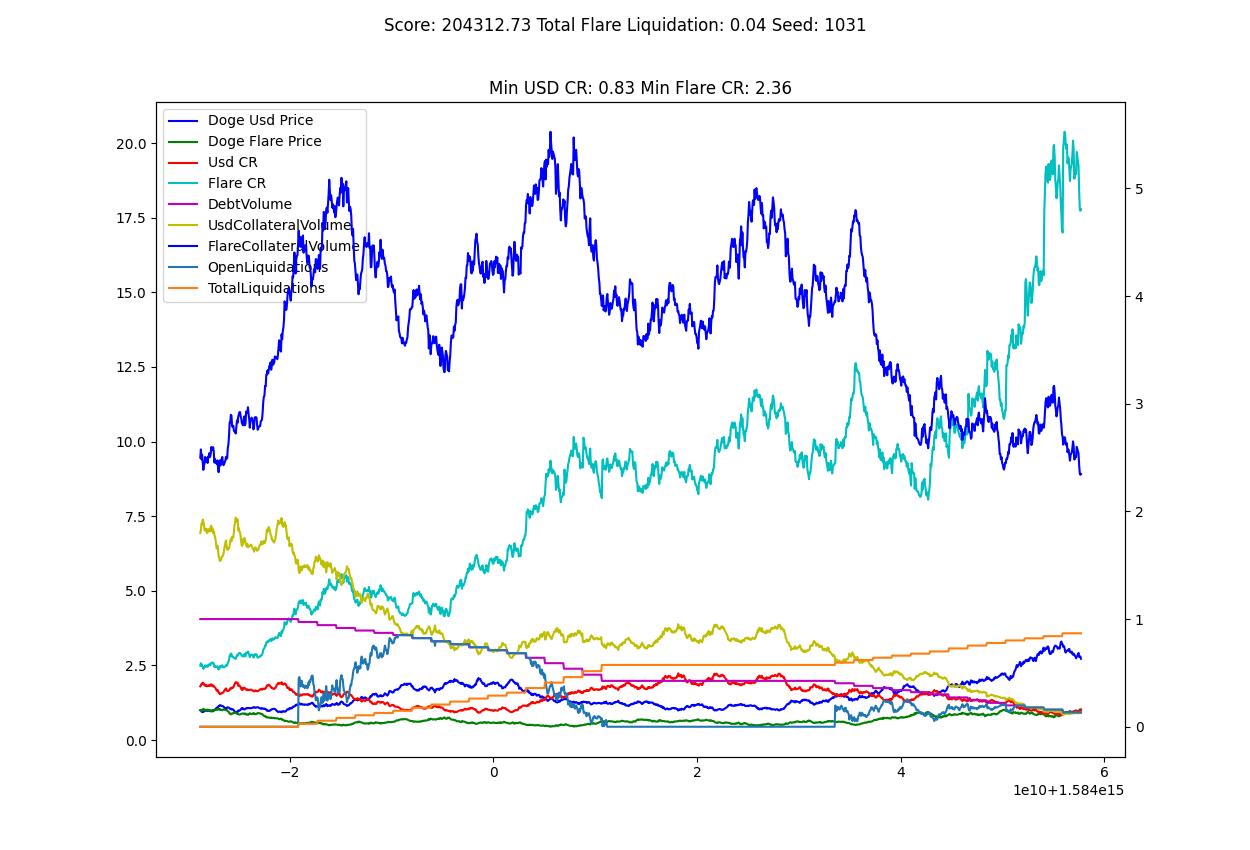 Score: 204312.73 Total Flare Liquidation: 0.04 Seed: 1031
Min USD CR: 0.83 Min Flare CR: 2.36
Doge Usd Price
Doge Flare Price
Usd CR
Flare CR
DebtVolume
UsdCollateralVolume
FlareCollateralVolume
OpenLiquidations
TotalLiquidations
20.0
17.5
15.0
12.5
10.0
7.5
5.0
2.5
0.0
5
4
3
2
1
0
−2
0
2
4
6
1e10+1.584e15